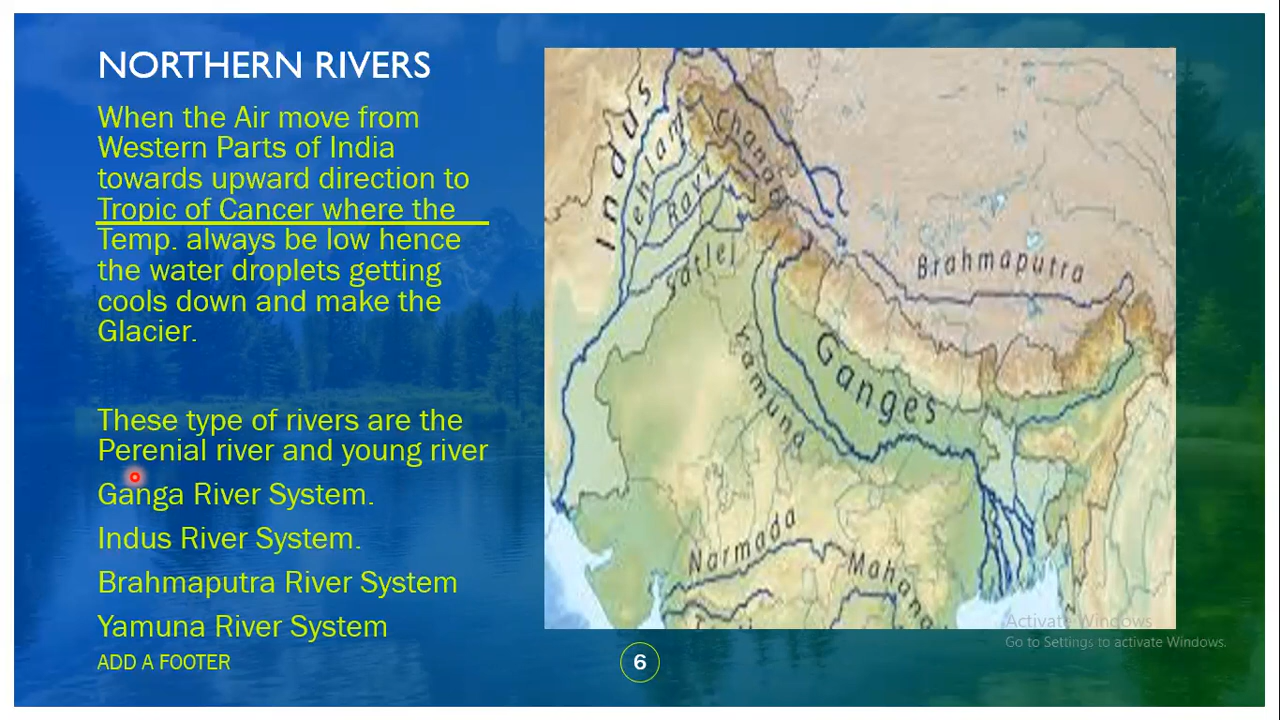 NORTHERN RIVERS
When the Air move from
Western Parts of India
towards upward direction to
Tropic of Cancer where the
Temp. always be low hence
the water droplets getting
cools down and make the
Glacier.
These type of rivers are the
Perenial river and young river
Ganga River System.
Indus River System.
Brahmaputra River System
Yamuna River System
ADD A FOOTER
6
Indus
Jehlam
Chanab
Ravi
Satlej
Brahmaputra
Ganges
Yamuna
Narmada
Mahana
Activate Windows
Go to Settings to activate Windows.